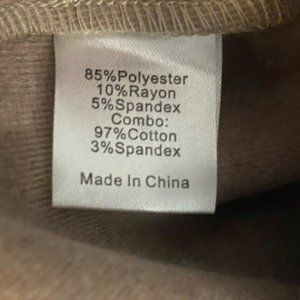 85%Polyester
10%Rayon
5%Spandex
Combo:
97%Cotton
3%Spandex
Made In China